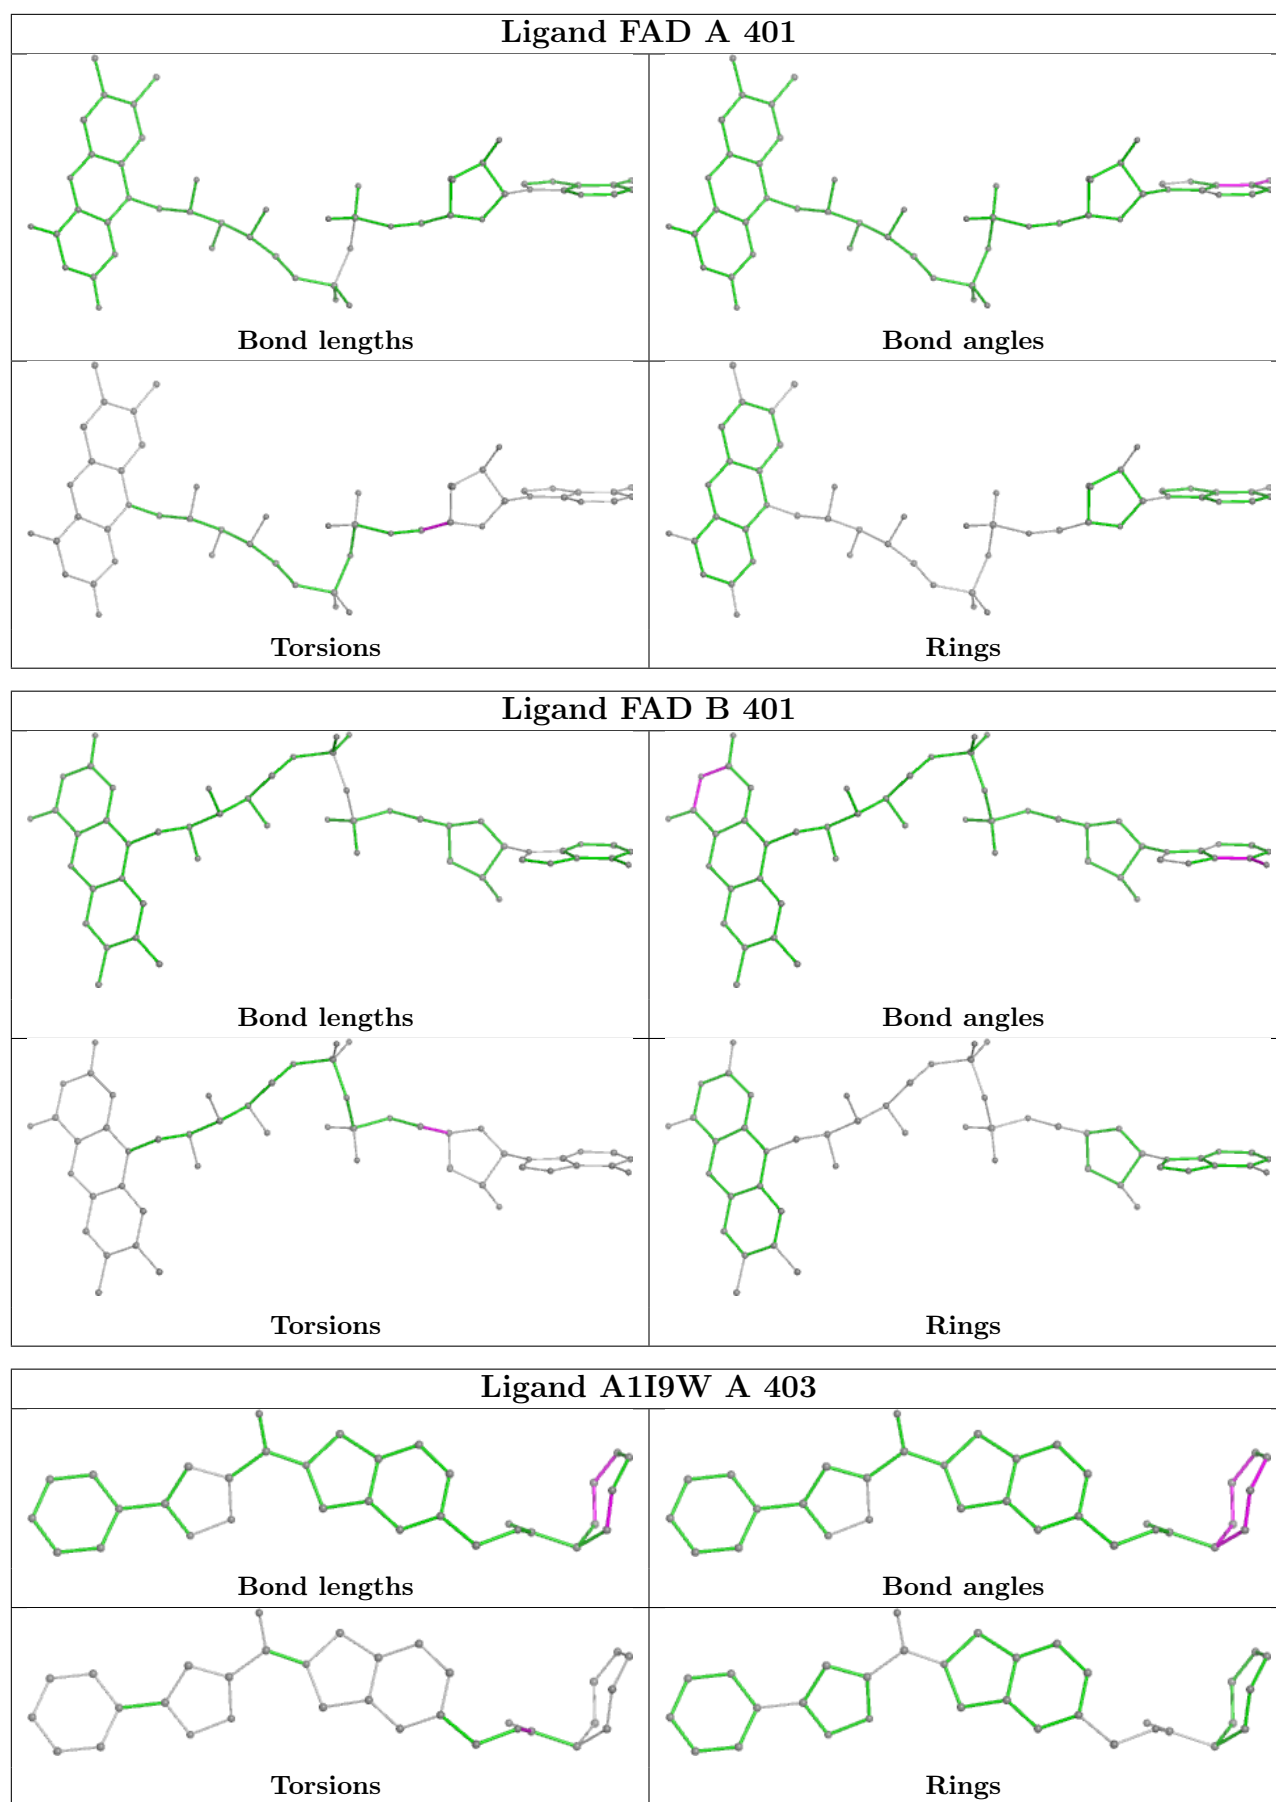 Ligand FAD A 401
Bond lengths
Bond angles
Torsions
Rings
Ligand FAD B 401
Bond lengths
Bond angles
Torsions
Rings
Ligand A1I9W A 403
Bond lengths
Bond angles
Torsions
Rings